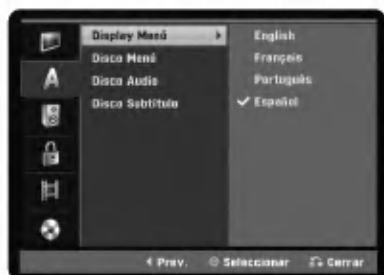 Display Menú
Disco Menú
Disco Audio
Disco Subtítulo
English
Français
Português
✓ Español
A
Prev.
Seleccionar
Cerrar